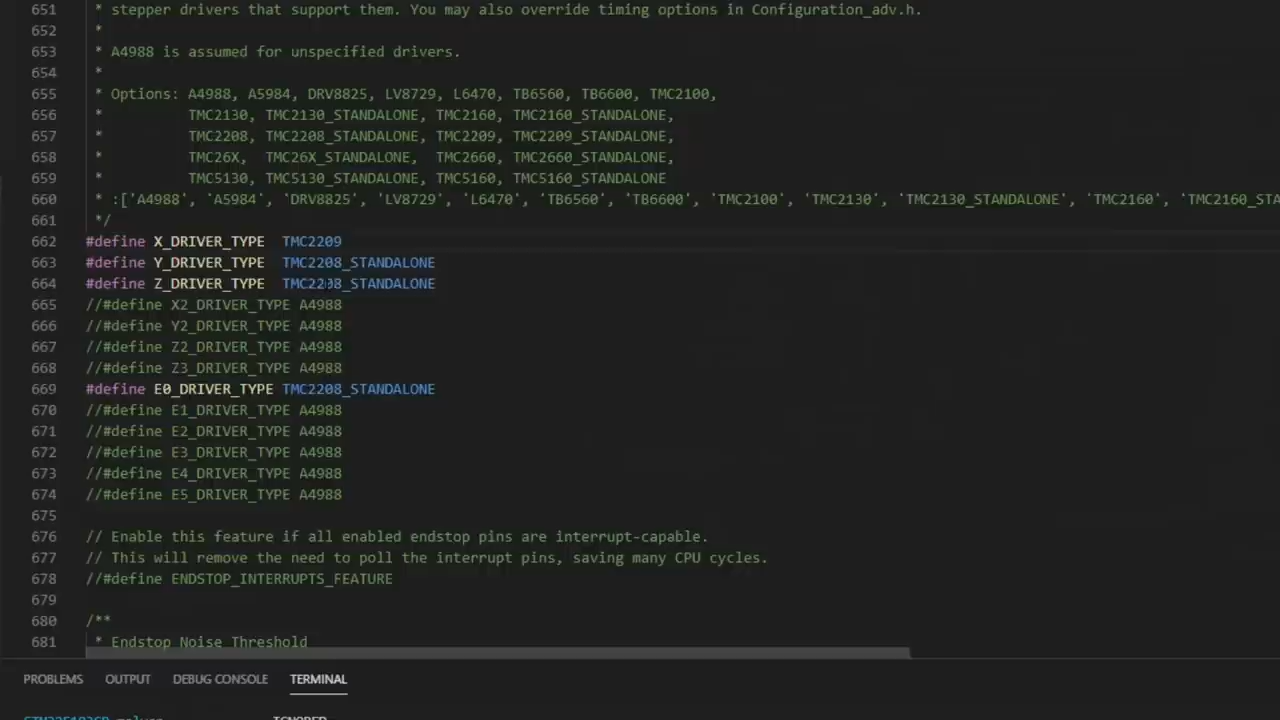 651 * stepper drivers that support them. You may also override timing options in Configuration_adv.h.
652 *
653 * A4988 is assumed for unspecified drivers.
654 *
655 * Options: A4988, A5984, DRV8825, LV8729, L6470, TB6560, TB6600, TMC2100,
656 * TMC2130, TMC2130_STANDALONE, TMC2160, TMC2160_STANDALONE,
657 * TMC2208, TMC2208_STANDALONE, TMC2209, TMC2209_STANDALONE,
658 * TMC26X, TMC26X_STANDALONE, TMC2660, TMC2660_STANDALONE,
659 * TMC5130, TMC5130_STANDALONE, TMC5160, TMC5160_STANDALONE
660 * :['A4988', 'A5984', 'DRV8825', 'LV8729', 'L6470', 'TB6560', 'TB6600', 'TMC2100', 'TMC2130', 'TMC2130_STANDALONE', 'TMC2160', 'TMC2160_STA
661 */
662 #define X_DRIVER_TYPE TMC2209
663 #define Y_DRIVER_TYPE TMC2208_STANDALONE
664 #define Z_DRIVER_TYPE TMC2208_STANDALONE
665 //#define X2_DRIVER_TYPE A4988
666 //#define Y2_DRIVER_TYPE A4988
667 //#define Z2_DRIVER_TYPE A4988
668 //#define Z3_DRIVER_TYPE A4988
669 #define E0_DRIVER_TYPE TMC2208_STANDALONE
670 //#define E1_DRIVER_TYPE A4988
671 //#define E2_DRIVER_TYPE A4988
672 //#define E3_DRIVER_TYPE A4988
673 //#define E4_DRIVER_TYPE A4988
674 //#define E5_DRIVER_TYPE A4988
675
676 // Enable this feature if all enabled endstop pins are interrupt-capable.
677 // This will remove the need to poll the interrupt pins, saving many CPU cycles.
678 //#define ENDSTOP_INTERRUPTS_FEATURE
679
680 /**
681 * Endstop Noise Threshold
PROBLEMS OUTPUT DEBUG CONSOLE TERMINAL
IGNORED